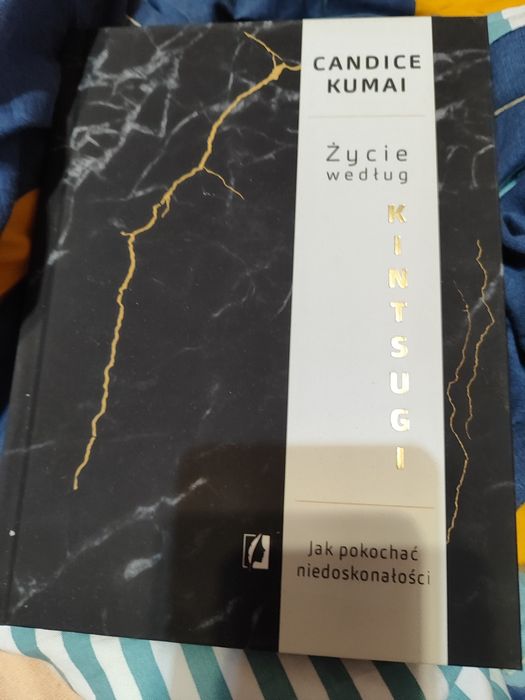 CANDICE
KUMAI
Życie
według
KINTSUGI
Jak pokochać
niedoskonałości